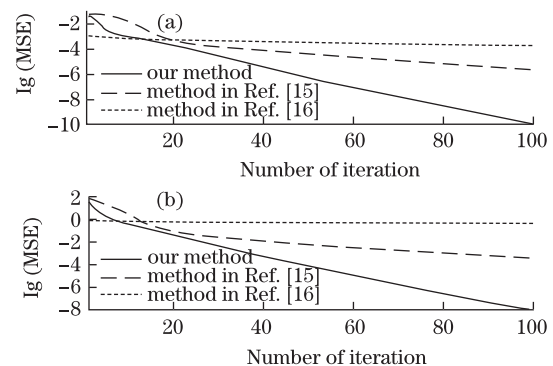 (a)
lg (MSE)
−2
−4
−6
−8
−10
our method
method in Ref. [15]
method in Ref. [16]
20 40 60 80 100
Number of iteration
(b)
lg (MSE)
2
0
−2
−4
−6
−8
our method
method in Ref. [15]
method in Ref. [16]
20 40 60 80 100
Number of iteration